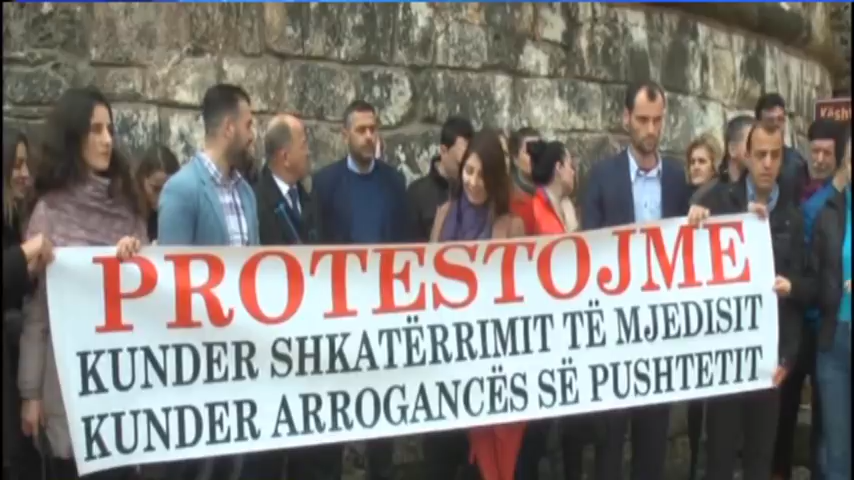 PROTESTOJME
KUNDER SHKATËRRIMIT TË MJEDISIT
KUNDER ARROGANCËS SË PUSHTETIT